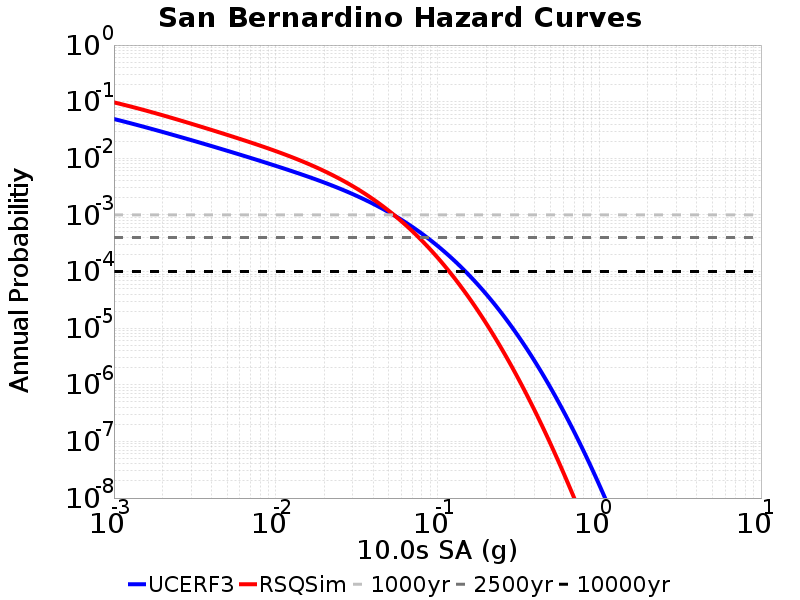 San Bernardino Hazard Curves
10^0
10^-1
10^-2
10^-3
10^-4
10^-5
10^-6
10^-7
10^-8
Annual Probabilitiy
10^-3 10^-2 10^-1 10^0 10^1
10.0s SA (g)
UCERF3 RSQSim 1000yr 2500yr 10000yr